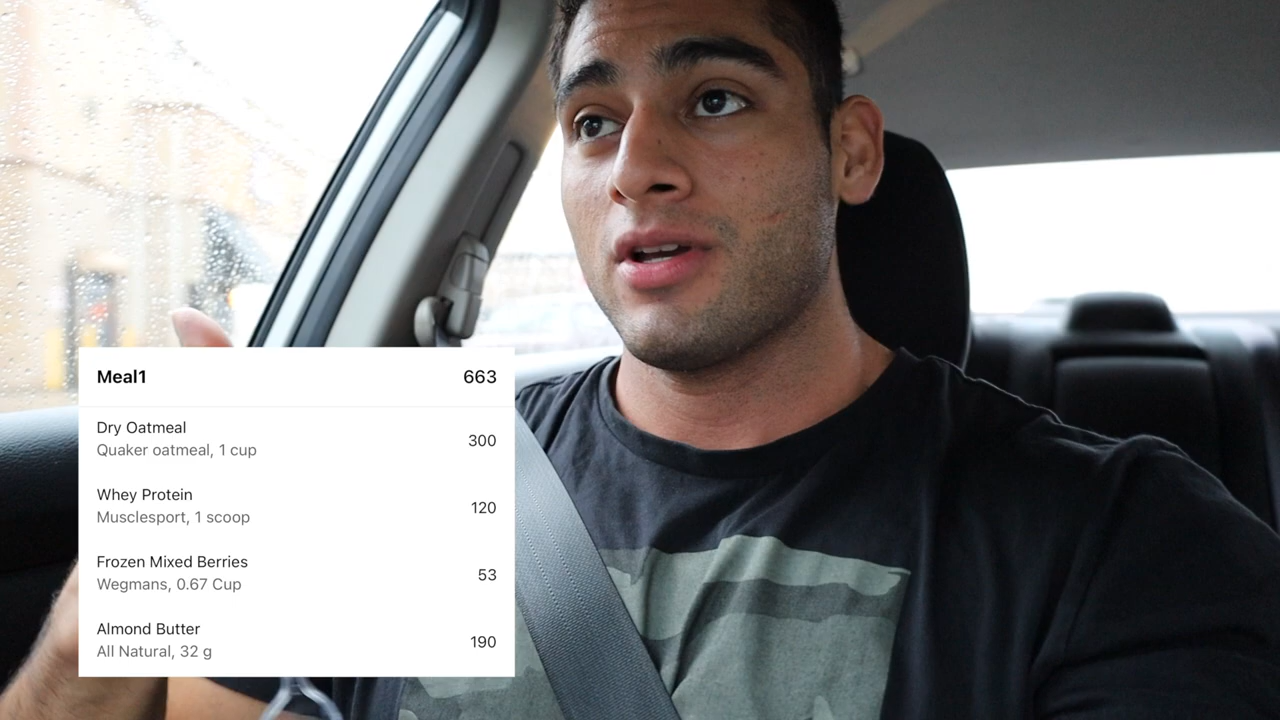 Meal1 663
Dry Oatmeal 300
Quaker oatmeal, 1 cup
Whey Protein 120
Musclesport, 1 scoop
Frozen Mixed Berries 53
Wegmans, 0.67 Cup
Almond Butter 190
All Natural, 32 g